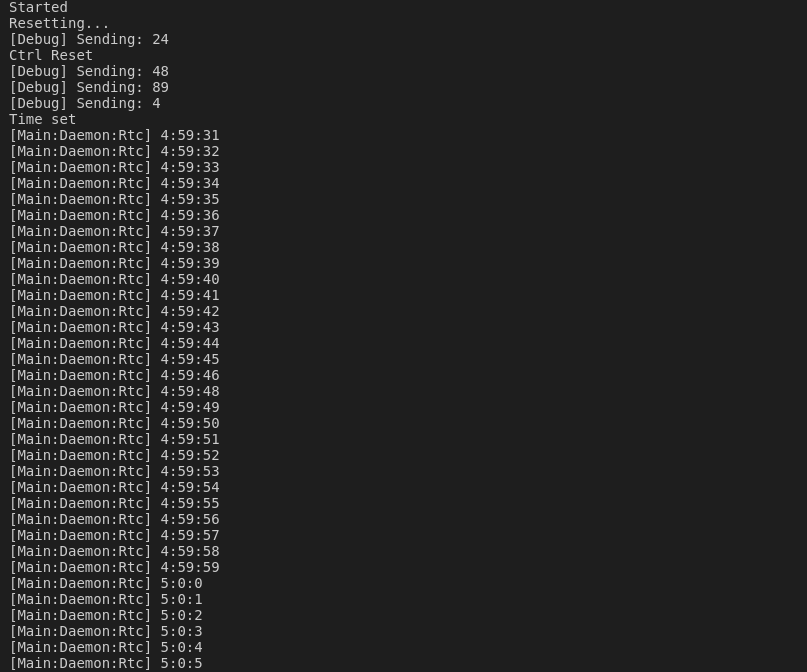 Started
Resetting...
[Debug] Sending: 24
Ctrl Reset
[Debug] Sending: 48
[Debug] Sending: 89
[Debug] Sending: 4
Time set
[Main:Daemon:Rtc] 4:59:31
[Main:Daemon:Rtc] 4:59:32
[Main:Daemon:Rtc] 4:59:33
[Main:Daemon:Rtc] 4:59:34
[Main:Daemon:Rtc] 4:59:35
[Main:Daemon:Rtc] 4:59:36
[Main:Daemon:Rtc] 4:59:37
[Main:Daemon:Rtc] 4:59:38
[Main:Daemon:Rtc] 4:59:39
[Main:Daemon:Rtc] 4:59:40
[Main:Daemon:Rtc] 4:59:41
[Main:Daemon:Rtc] 4:59:42
[Main:Daemon:Rtc] 4:59:43
[Main:Daemon:Rtc] 4:59:44
[Main:Daemon:Rtc] 4:59:45
[Main:Daemon:Rtc] 4:59:46
[Main:Daemon:Rtc] 4:59:48
[Main:Daemon:Rtc] 4:59:49
[Main:Daemon:Rtc] 4:59:50
[Main:Daemon:Rtc] 4:59:51
[Main:Daemon:Rtc] 4:59:52
[Main:Daemon:Rtc] 4:59:53
[Main:Daemon:Rtc] 4:59:54
[Main:Daemon:Rtc] 4:59:55
[Main:Daemon:Rtc] 4:59:56
[Main:Daemon:Rtc] 4:59:57
[Main:Daemon:Rtc] 4:59:58
[Main:Daemon:Rtc] 4:59:59
[Main:Daemon:Rtc] 5:0:0
[Main:Daemon:Rtc] 5:0:1
[Main:Daemon:Rtc] 5:0:2
[Main:Daemon:Rtc] 5:0:3
[Main:Daemon:Rtc] 5:0:4
[Main:Daemon:Rtc] 5:0:5